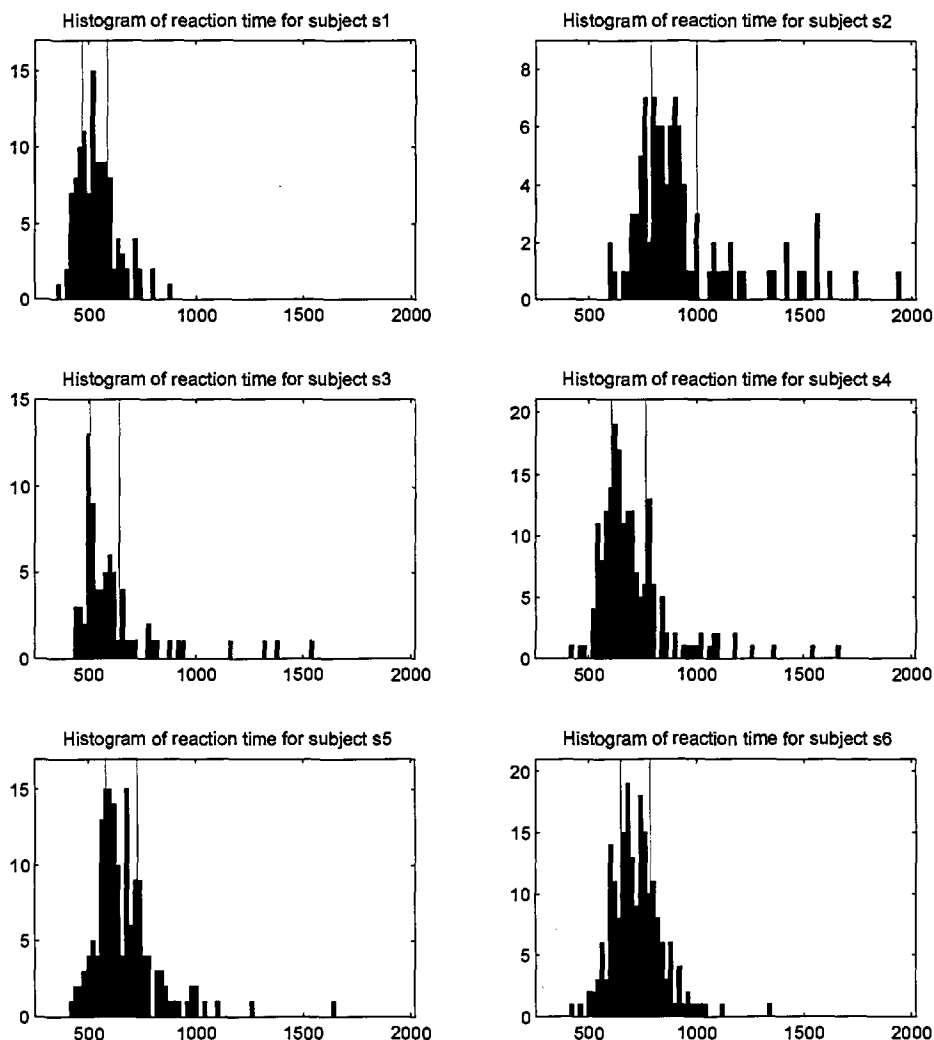 Histogram of reaction time for subject s1
15
10
5
0
500 1000 1500 2000
Histogram of reaction time for subject s2
8
6
4
2
0
500 1000 1500 2000
Histogram of reaction time for subject s3
15
10
5
0
500 1000 1500 2000
Histogram of reaction time for subject s4
20
15
10
5
0
500 1000 1500 2000
Histogram of reaction time for subject s5
15
10
5
0
500 1000 1500 2000
Histogram of reaction time for subject s6
20
15
10
5
0
500 1000 1500 2000